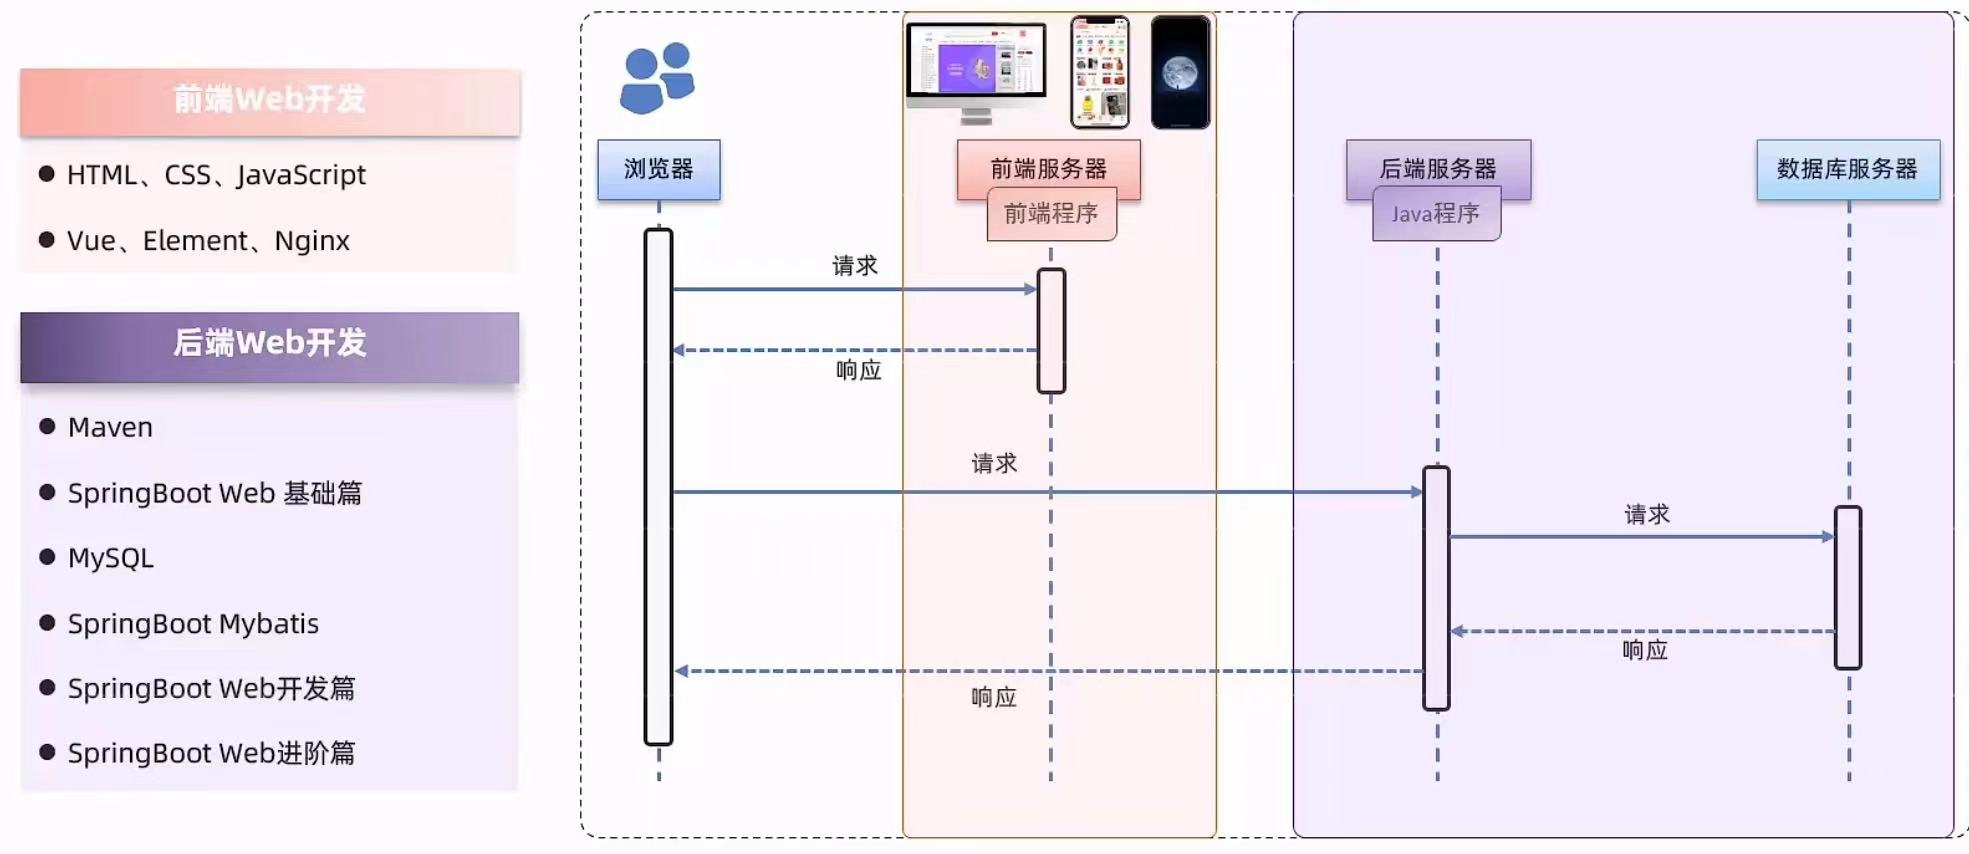 前端Web开发
HTML、CSS、JavaScript
Vue、Element、Nginx
后端Web开发
Maven
SpringBoot Web 基础篇
MySQL
SpringBoot Mybatis
SpringBoot Web开发篇
SpringBoot Web进阶篇
浏览器
前端服务器
前端程序
后端服务器
Java程序
数据库服务器
请求
响应
请求
请求
响应
响应